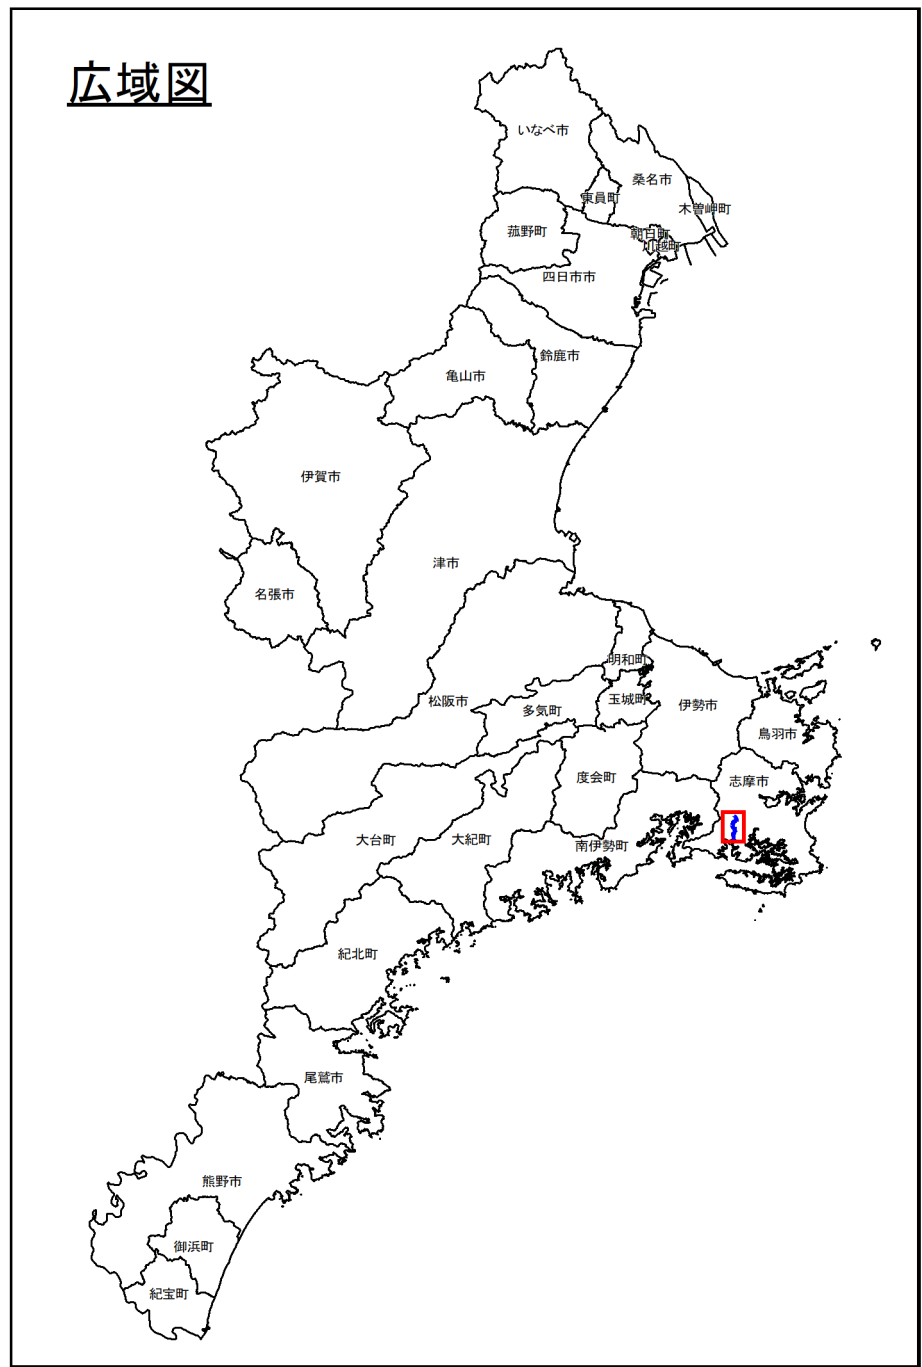 広域図
いなべ市
桑名市
東員町
木曽岬町
菰野町
朝日町
川越町
四日市市
鈴鹿市
亀山市
伊賀市
津市
名張市
明和町
松阪市
多気町
玉城町
伊勢市
鳥羽市
度会町
志摩市
大台町
大紀町
南伊勢町
紀北町
尾鷲市
熊野市
御浜町
紀宝町